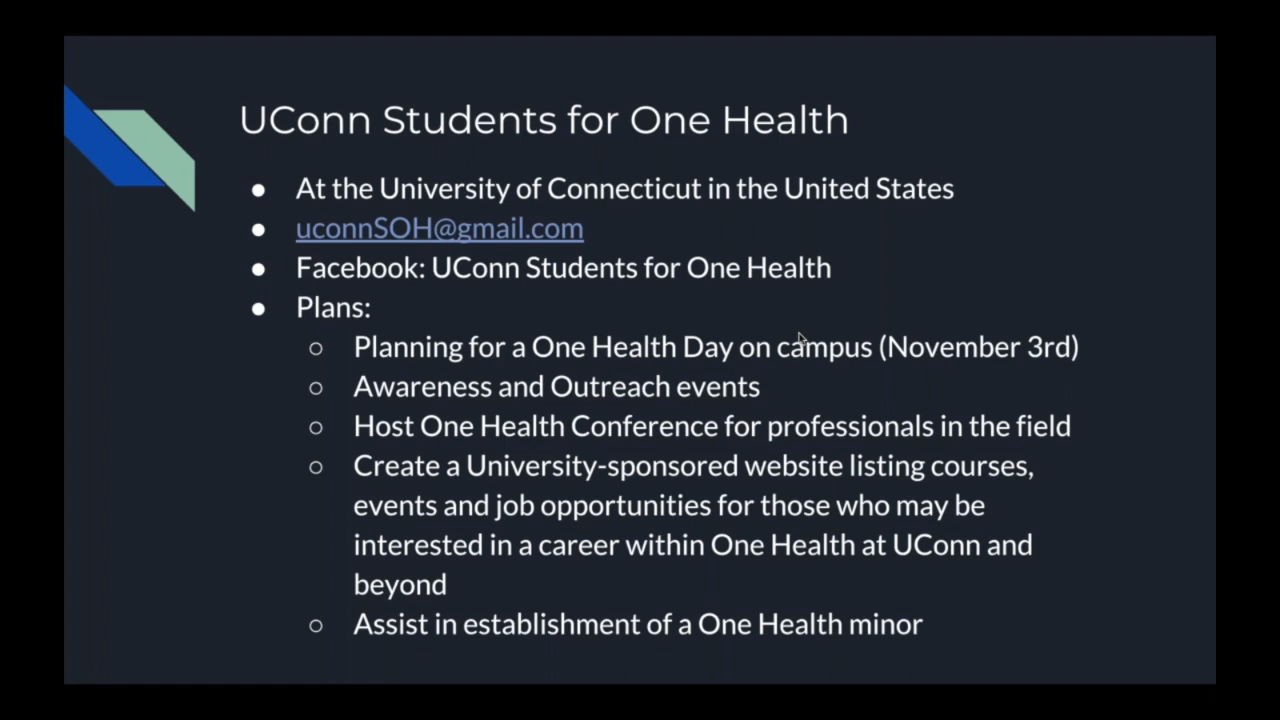 UConn Students for One Health
● At the University of Connecticut in the United States
● uconnSOH@gmail.com
● Facebook: UConn Students for One Health
● Plans:
○ Planning for a One Health Day on campus (November 3rd)
○ Awareness and Outreach events
○ Host One Health Conference for professionals in the field
○ Create a University-sponsored website listing courses,
events and job opportunities for those who may be
interested in a career within One Health at UConn and
beyond
○ Assist in establishment of a One Health minor